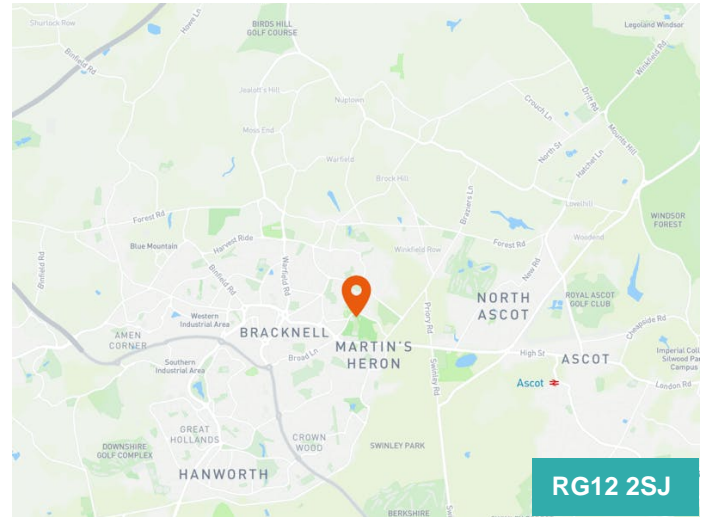 Shurlock Row
Howe Ln
BIRDS HILL
GOLF COURSE
Legoland Windsor
Binfield Rd
Winkfield Rd
Jealott's Hill
Nuptown
Drift Rd
Crouch Ln
Moss End
Mounts Hill
Warfield
North St
Hatchet Ln
Brock Hill
Braziers Ln
Lovelhill
Forest Rd
WINDSOR
FOREST
Blue Mountain
Harvest Ride
Winkfield Row
Forest Rd
Woodend
Binfield Rd
Warfield Rd
Binfield Rd
New Rd
NORTH
ASCOT
ROYAL ASCOT
GOLF CLUB
Western
Industrial Area
Priory Rd
Cheapside Rd
AMEN
CORNER
BRACKNELL
MARTIN'S
HERON
Broad Ln
High St
ASCOT
Imperial Coll
Silwood Par
Campus
Southern
Industrial Area
Swinley Rd
Ascot
London Rd
GREAT
HOLLANDS
CROWN
WOOD
DOWNSHIRE
GOLF COMPLEX
SWINLEY PARK
HANWORTH
RG12 2SJ
BERKSHIRE